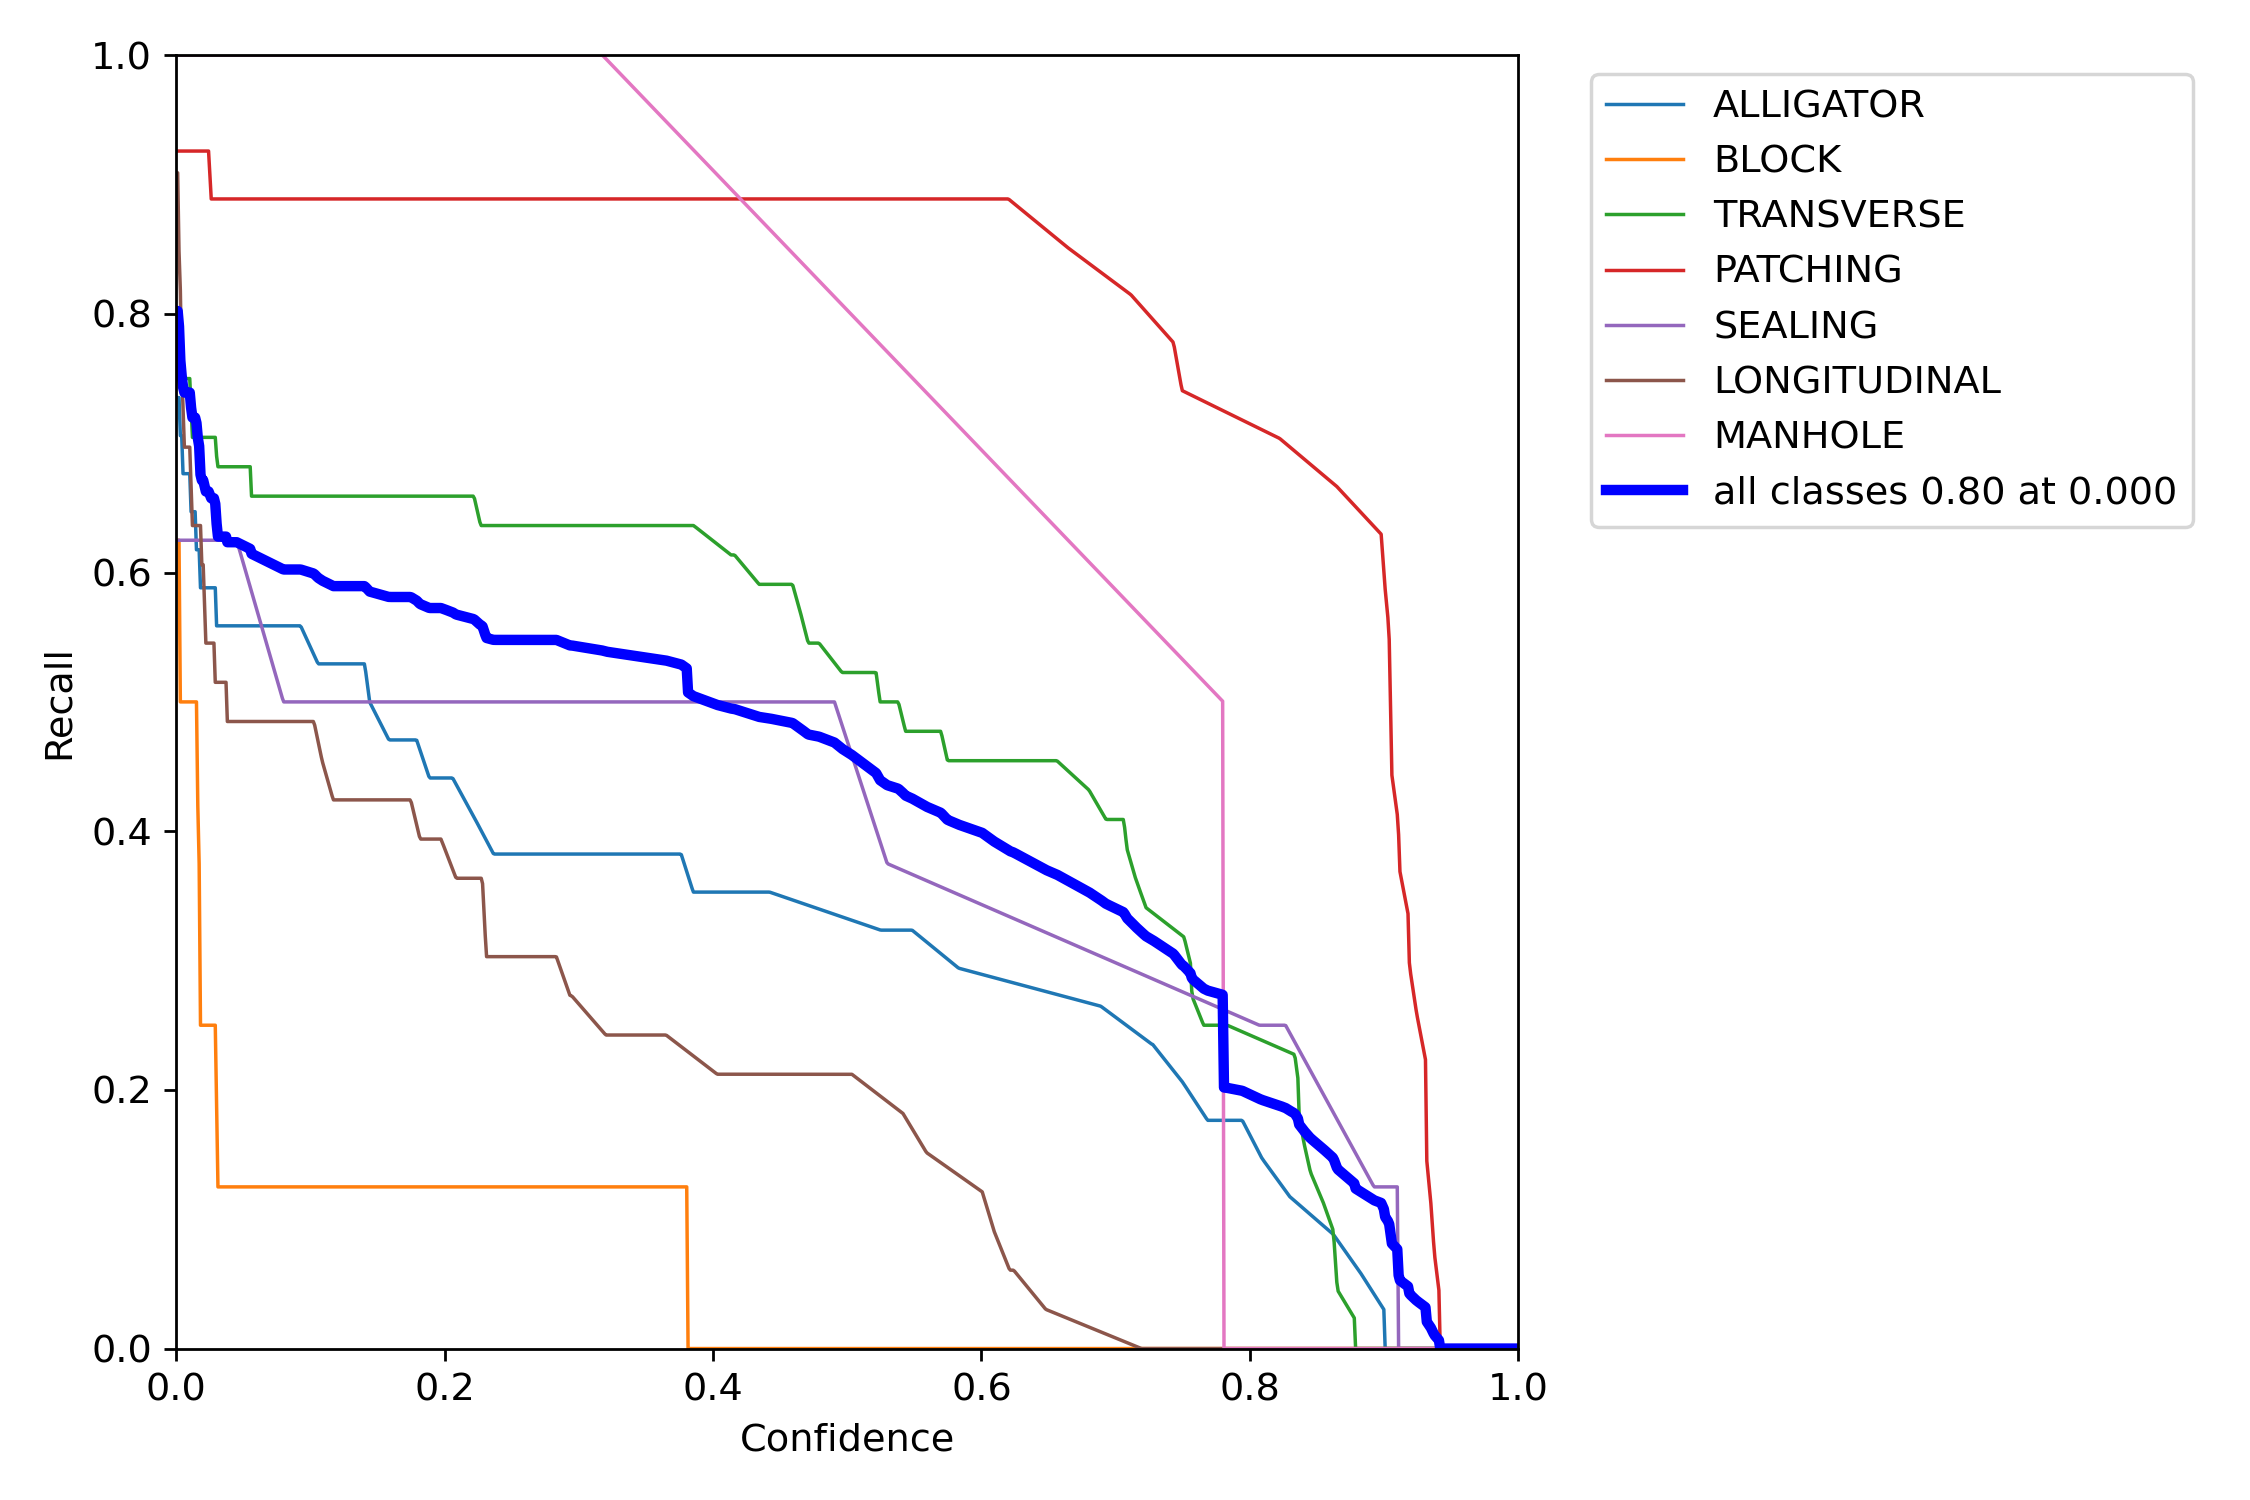 1.0
0.8
0.6
0.4
0.2
0.0
Recall
0.0 0.2 0.4 0.6 0.8 1.0
Confidence
ALLIGATOR
BLOCK
TRANSVERSE
PATCHING
SEALING
LONGITUDINAL
MANHOLE
all classes 0.80 at 0.000